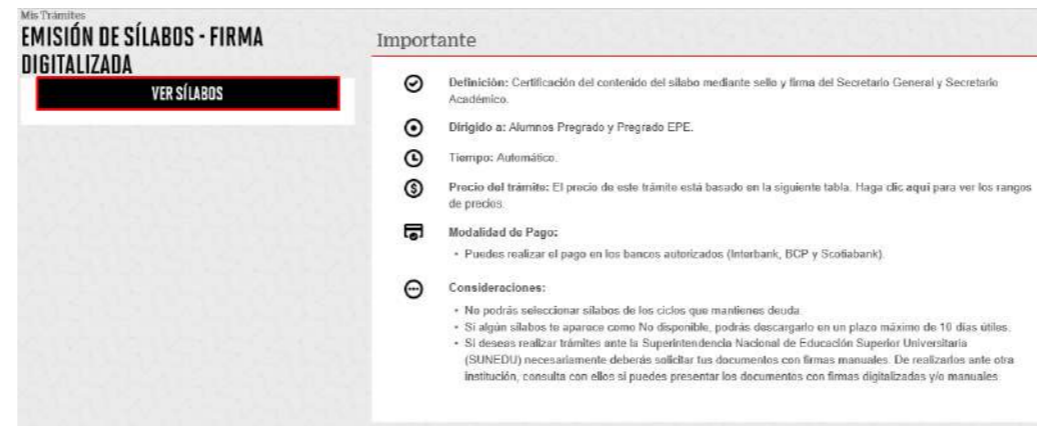 Mis Trámites
EMISIÓN DE SÍLABOS - FIRMA
DIGITALIZADA
VER SÍLABOS
Importante
Definición: Certificación del contenido del sílabo mediante sello y firma del Secretario General y Secretario
Académico.
Dirigido a: Alumnos Pregrado y Pregrado EPE.
Tiempo: Automático.
Precio del trámite: El precio de este trámite está basado en la siguiente tabla. Haga clic aquí para ver los rangos
de precios.
Modalidad de Pago:
• Puedes realizar el pago en los bancos autorizados (Interbank, BCP y Scotiabank).
Consideraciones:
• No podrás seleccionar sílabos de los ciclos que mantienes deuda.
• Si algún sílabos te aparece como No disponible, podrás descargarlo en un plazo máximo de 10 días útiles.
• Si deseas realizar trámites ante la Superintendencia Nacional de Educación Superior Universitaria
(SUNEDU) necesariamente deberás solicitar tus documentos con firmas manuales. De realizarlos ante otra
institución, consulta con ellos si puedes presentar los documentos con firmas digitalizadas y/o manuales